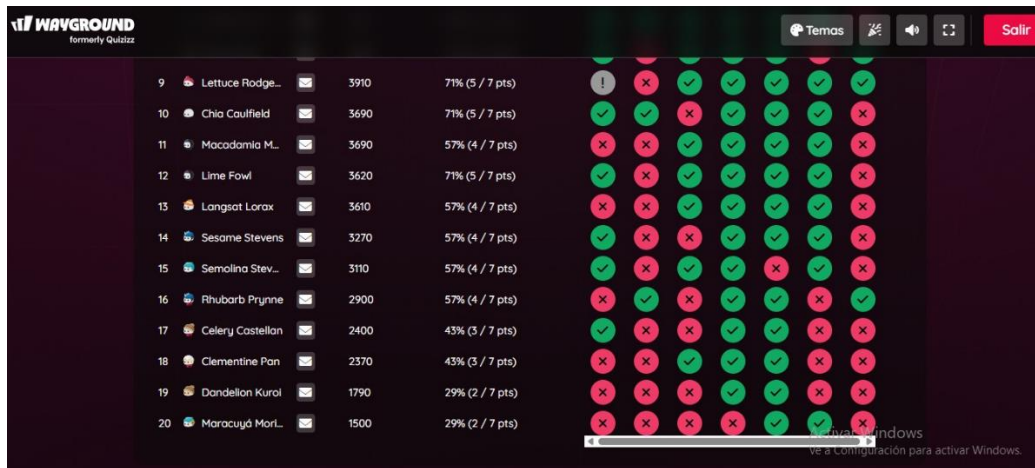 WAYGROUND
formerly Quizizz
Temas
Salir
9 Lettuce Rodge... 3910 71% (5 / 7 pts)
10 Chia Caulfield 3690 71% (5 / 7 pts)
11 Macadamia M... 3690 57% (4 / 7 pts)
12 Lime Fowl 3620 71% (5 / 7 pts)
13 Langsat Lorax 3610 57% (4 / 7 pts)
14 Sesame Stevens 3270 57% (4 / 7 pts)
15 Semolina Stev... 3110 57% (4 / 7 pts)
16 Rhubarb Prynne 2900 57% (4 / 7 pts)
17 Celery Castellan 2400 43% (3 / 7 pts)
18 Clementine Pan 2370 43% (3 / 7 pts)
19 Dandelion Kuroi 1790 29% (2 / 7 pts)
20 Maracuyá Mori... 1500 29% (2 / 7 pts)
Activar Windows
Ve a Configuración para activar Windows.